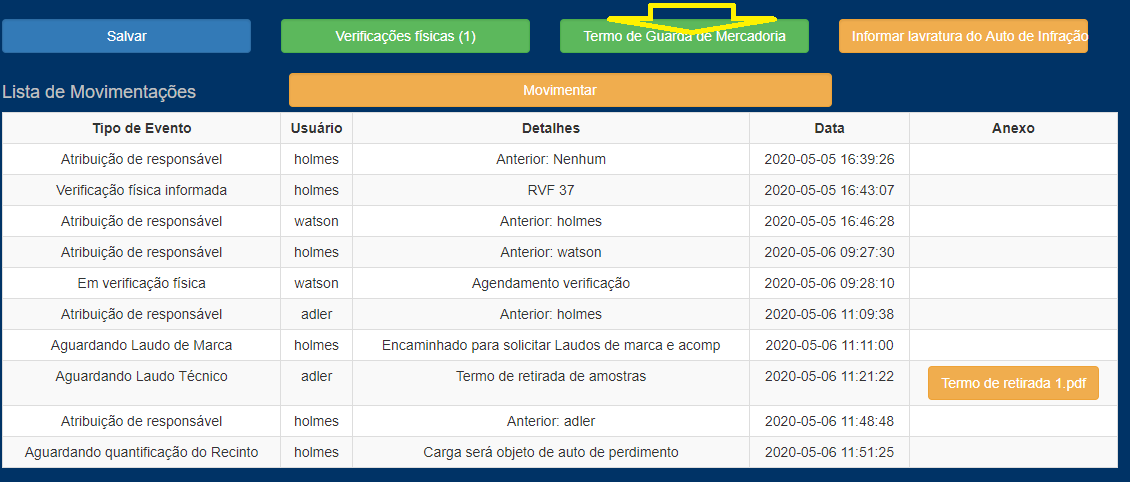 Salvar Verificações físicas (1) Termo de Guarda de Mercadoria Informar lavratura do Auto de Infração
Lista de Movimentações Movimentar
Tipo de Evento Usuário Detalhes Data Anexo
Atribuição de responsável holmes Anterior: Nenhum 2020-05-05 16:39:26
Verificação física informada holmes RVF 37 2020-05-05 16:43:07
Atribuição de responsável watson Anterior: holmes 2020-05-05 16:46:28
Atribuição de responsável holmes Anterior: watson 2020-05-06 09:27:30
Em verificação física watson Agendamento verificação 2020-05-06 09:28:10
Atribuição de responsável adler Anterior: holmes 2020-05-06 11:09:38
Aguardando Laudo de Marca holmes Encaminhado para solicitar Laudos de marca e acomp 2020-05-06 11:11:00
Aguardando Laudo Técnico adler Termo de retirada de amostras 2020-05-06 11:21:22 Termo de retirada 1.pdf
Atribuição de responsável holmes Anterior: adler 2020-05-06 11:48:48
Aguardando quantificação do Recinto holmes Carga será objeto de auto de perdimento 2020-05-06 11:51:25